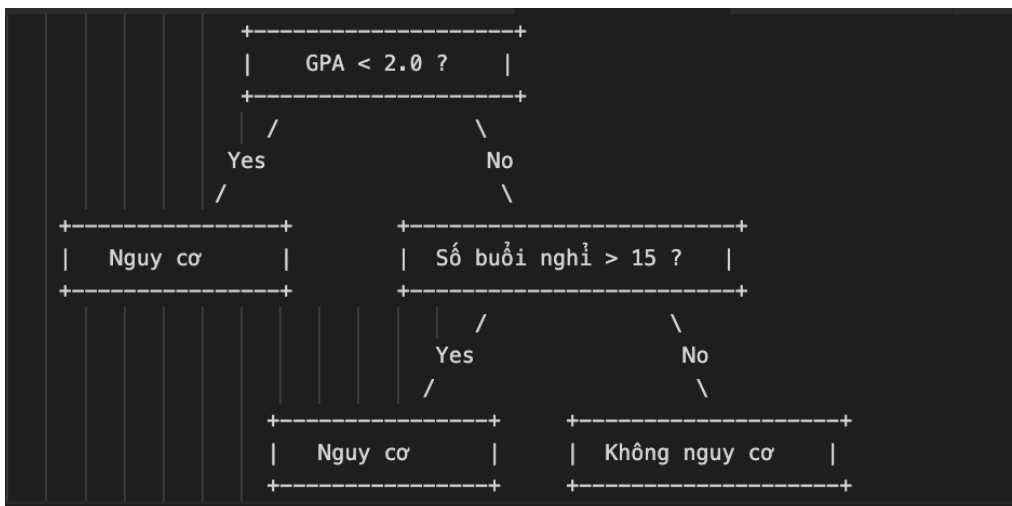 GPA < 2.0 ?
Yes No
Nguy cơ Số buổi nghỉ > 15 ?
Yes No
Nguy cơ Không nguy cơ